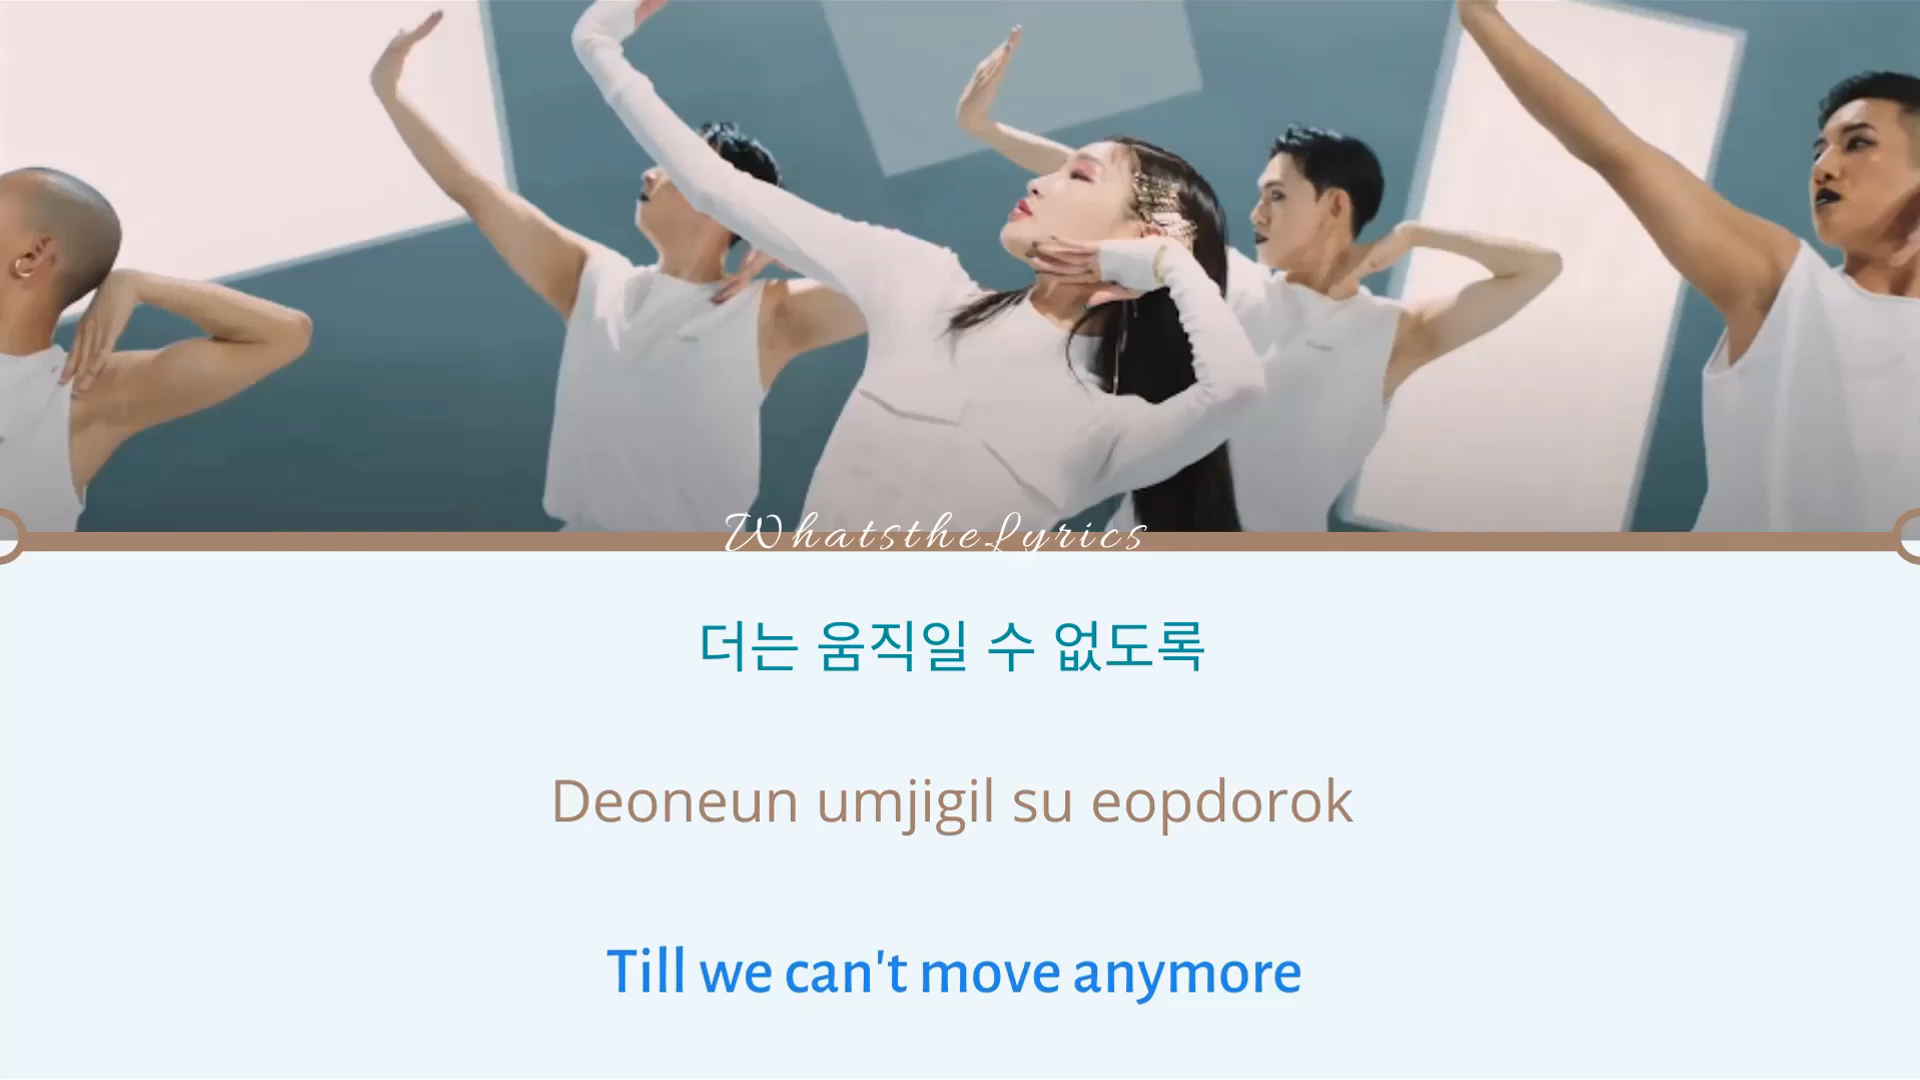 WhatstheLyrics
더는 움직일 수 없도록
Deoneun umjigil su eopdorok
Till we can't move anymore